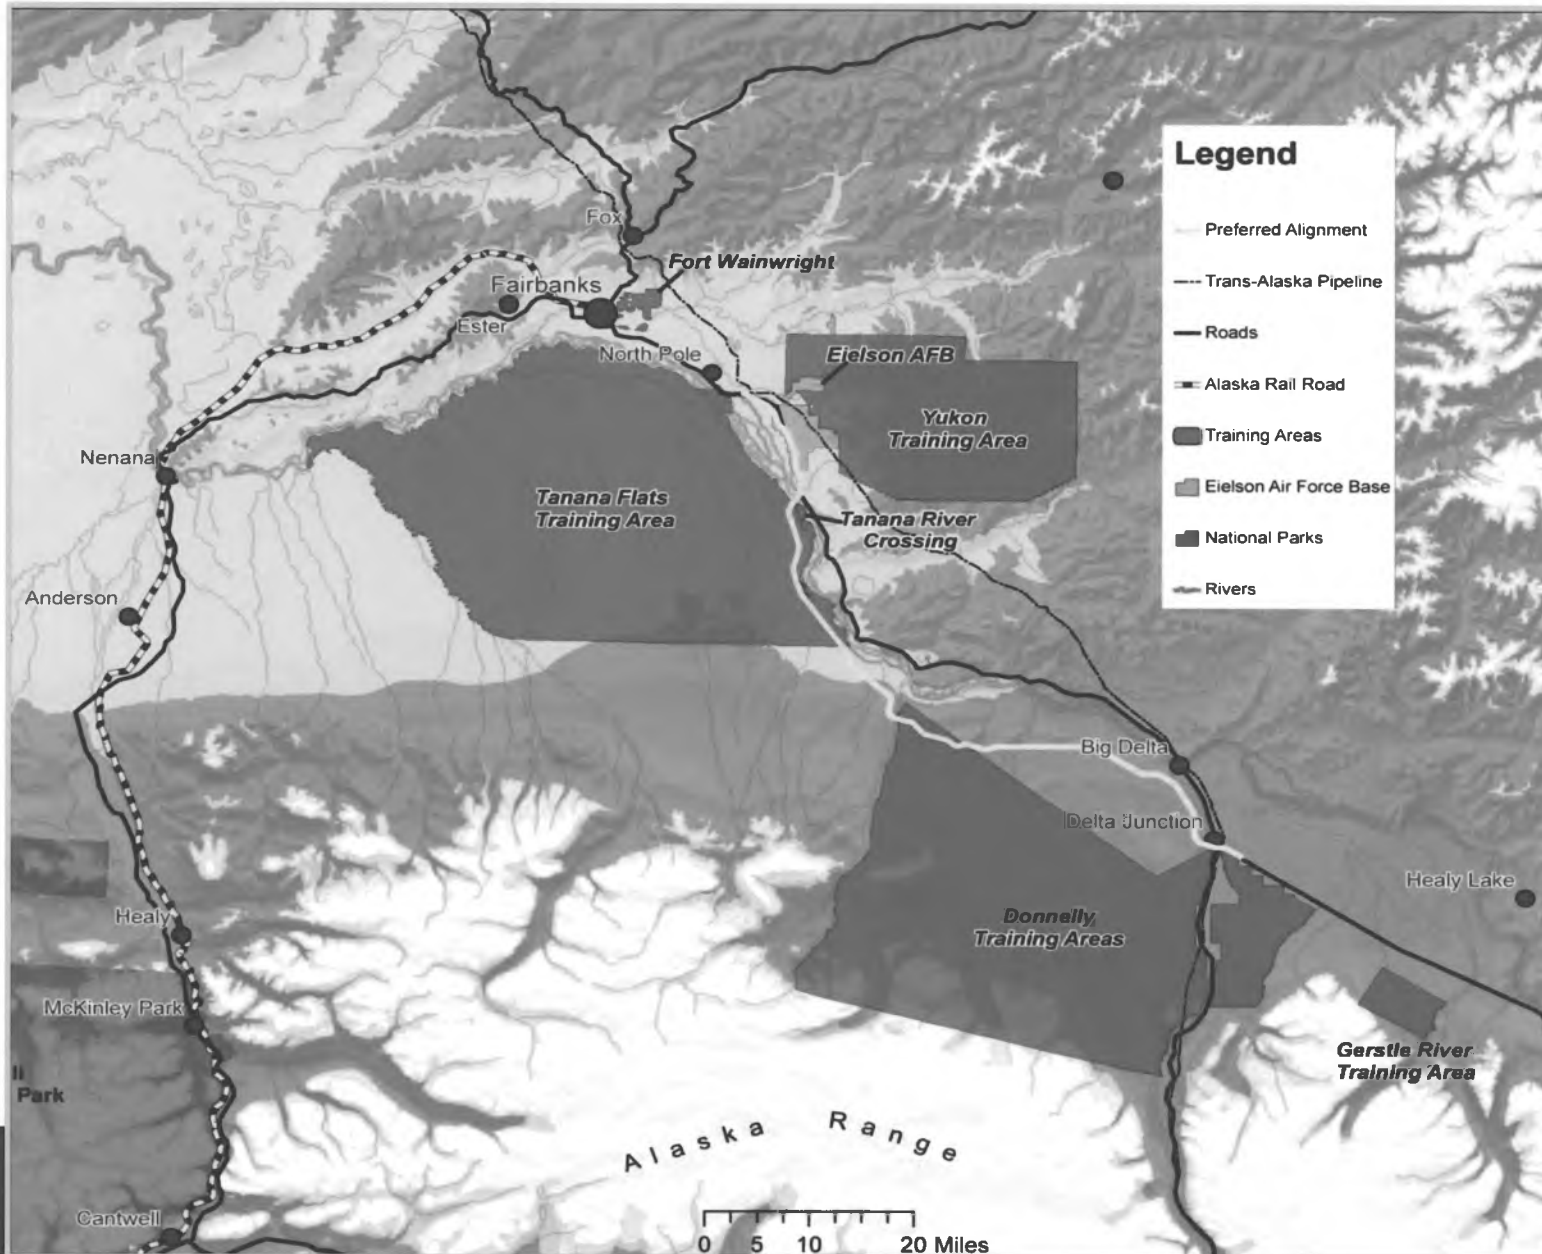 Legend
Preferred Alignment
Trans-Alaska Pipeline
Roads
Alaska Rail Road
Training Areas
Eielson Air Force Base
National Parks
Rivers
Fox
Fort Wainwright
Fairbanks
Ester
North Pole
Eielson AFB
Yukon
Training Area
Nenana
Tanana Flats
Training Area
Tanana River
Crossing
Anderson
Big Delta
Delta Junction
Healy Lake
Healy
Donnelly
Training Areas
McKinley Park
Gerstle River
Training Area
li
Park
Alaska Range
Cantwell
0 5 10 20 Miles